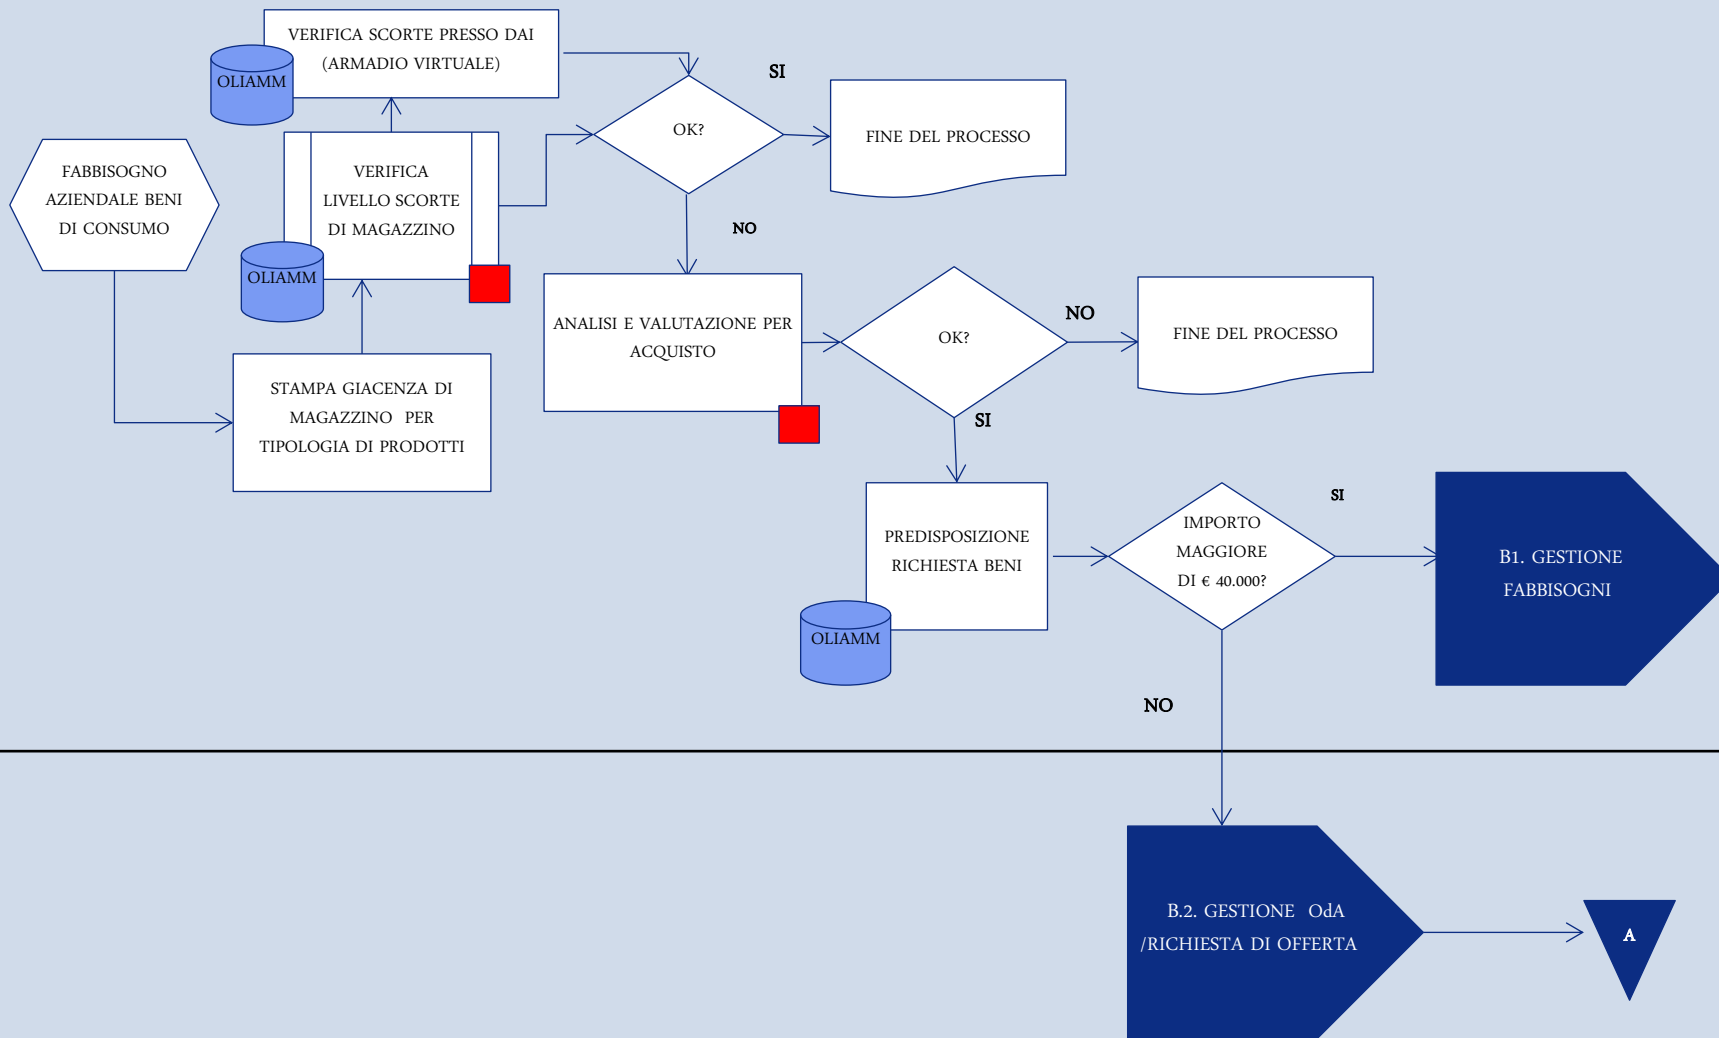 VERIFICA SCORTE PRESSO DAI
(ARMADIO VIRTUALE)
OLIAMM
SI
OK?
FINE DEL PROCESSO
FABBISOGNO
AZIENDALE BENI
DI CONSUMO
VERIFICA
LIVELLO SCORTE
DI MAGAZZINO
OLIAMM
NO
ANALISI E VALUTAZIONE PER
ACQUISTO
OK?
NO
FINE DEL PROCESSO
STAMPA GIACENZA DI
MAGAZZINO PER
TIPOLOGIA DI PRODOTTI
SI
PREDISPOSIZIONE
RICHIESTA BENI
OLIAMM
IMPORTO
MAGGIORE
DI € 40.000?
SI
B1. GESTIONE
FABBISOGNI
NO
B.2. GESTIONE OdA
/RICHIESTA DI OFFERTA
A